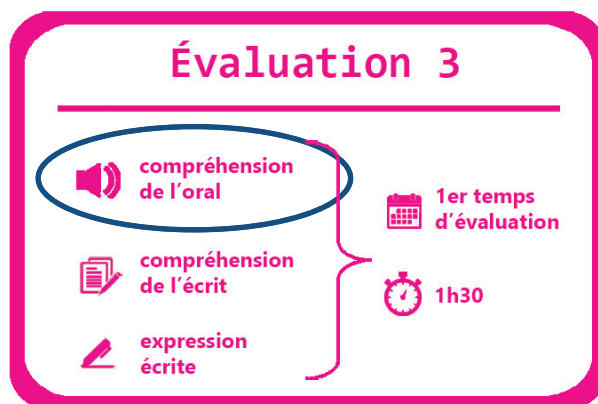 Évaluation 3
compréhension
de l'oral
compréhension
de l'écrit
expression
écrite
1er temps
d'évaluation
1h30